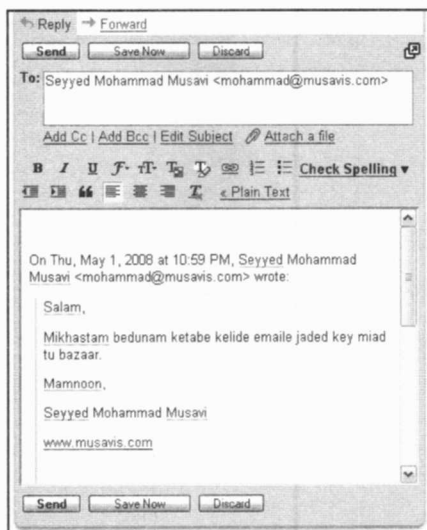 Reply Forward
Send Save Now Discard
To: Seyyed Mohammad Musavi <mohammad@musavis.com>
Add Cc | Add Bcc | Edit Subject Attach a file
B I U Check Spelling ▼
« Plain Text
On Thu, May 1, 2008 at 10:59 PM, Seyyed Mohammad
Musavi <mohammad@musavis.com> wrote:
Salam,
Mikhastam bedunam ketabe kelide emaile jaded key miad
tu bazaar.
Mamnoon,
Seyyed Mohammad Musavi
www.musavis.com
Send Save Now Discard